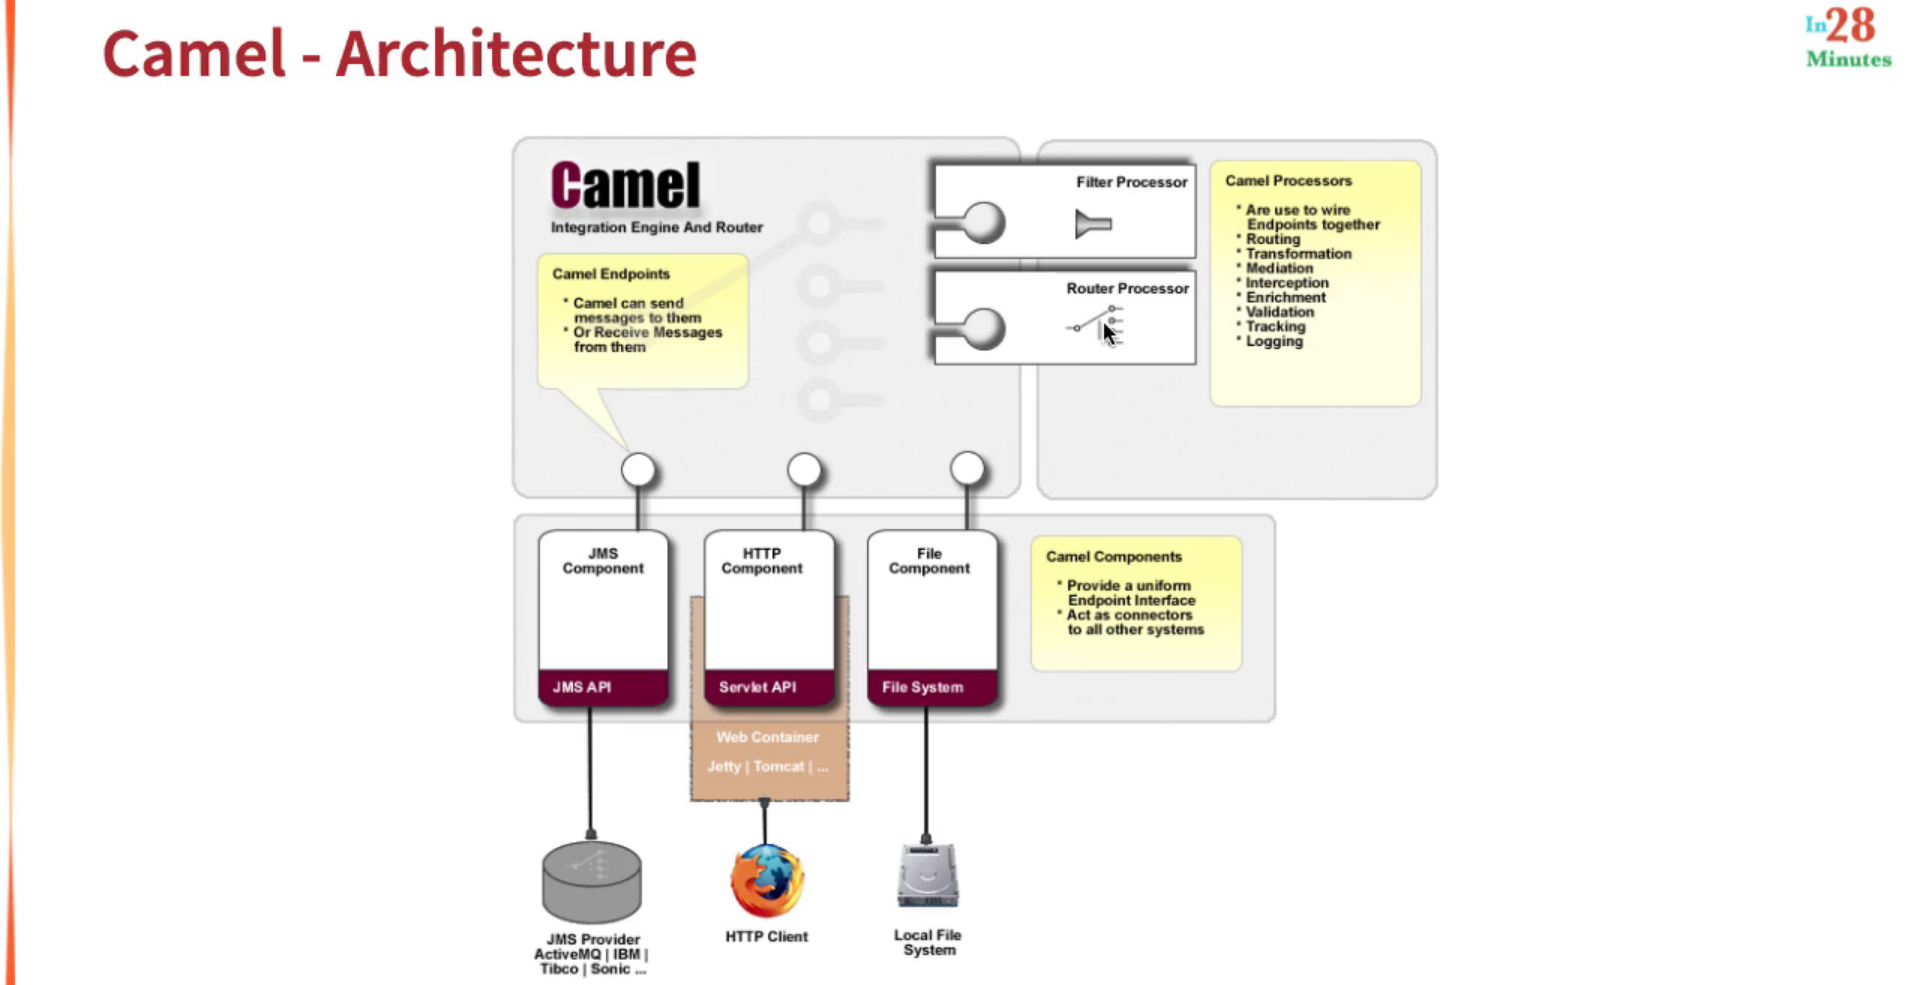 Camel - Architecture
In28
Minutes
Camel
Integration Engine And Router
Camel Endpoints
* Camel can send
messages to them
* Or Receive Messages
from them
Filter Processor
Router Processor
Camel Processors
* Are use to wire
Endpoints together
* Routing
* Transformation
* Mediation
* Interception
* Enrichment
* Validation
* Tracking
* Logging
JMS
Component
JMS API
HTTP
Component
Servlet API
File
Component
File System
Camel Components
* Provide a uniform
Endpoint Interface
* Act as connectors
to all other systems
Web Container
Jetty | Tomcat | ...
JMS Provider
ActiveMQ | IBM |
Tibco | Sonic ...
HTTP Client
Local File
System